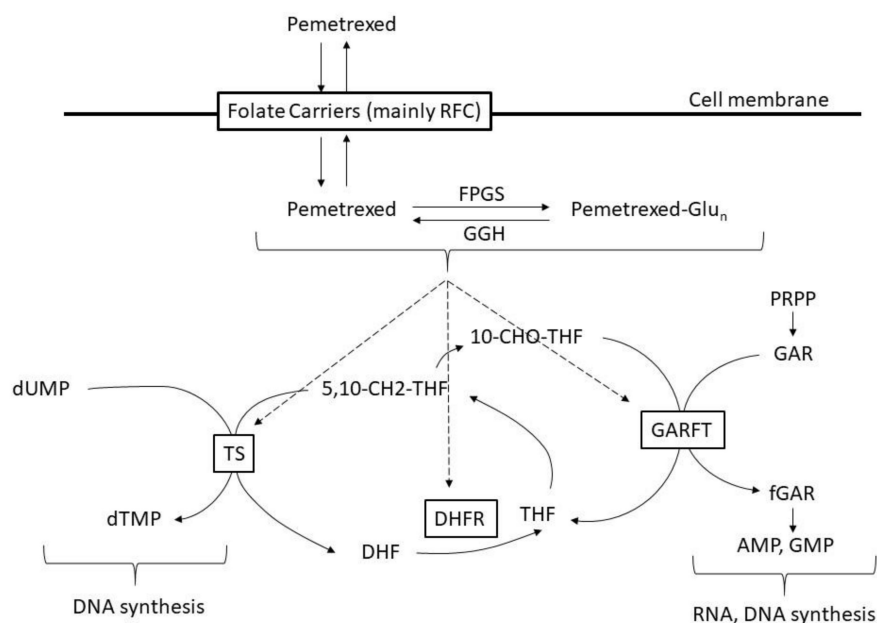 Pemetrexed
Cell membrane
Folate Carriers (mainly RFC)
FPGS
Pemetrexed
Pemetrexed-Glun
GGH
PRPP
10-CHO-THF
GAR
dUMP
5,10-CH2-THF
GARFT
TS
fGAR
dTMP
DHFR
THF
DHF
AMP, GMP
DNA synthesis
RNA, DNA synthesis